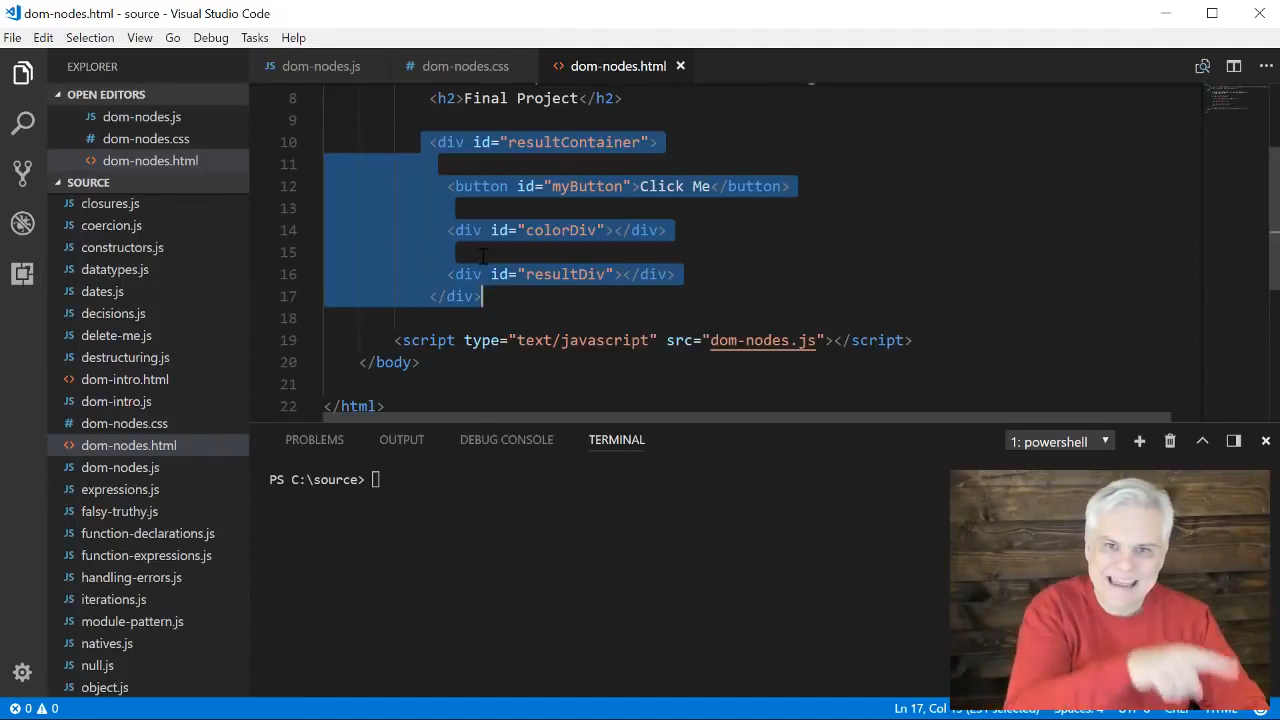 dom-nodes.html - source - Visual Studio Code
File Edit Selection View Go Debug Tasks Help
EXPLORER
OPEN EDITORS
dom-nodes.js
dom-nodes.css
dom-nodes.html
SOURCE
closures.js
coercion.js
constructors.js
datatypes.js
dates.js
decisions.js
delete-me.js
destructuring.js
dom-intro.html
dom-intro.js
dom-nodes.css
dom-nodes.html
dom-nodes.js
expressions.js
falsy-truthy.js
function-declarations.js
function-expressions.js
handling-errors.js
iterations.js
module-pattern.js
natives.js
null.js
object.js
dom-nodes.js dom-nodes.css dom-nodes.html
8 <h2>Final Project</h2>
9
10 <div id="resultContainer">
11
12 <button id="myButton">Click Me</button>
13
14 <div id="colorDiv"></div>
15
16 <div id="resultDiv"></div>
17 </div>
18
19 <script type="text/javascript" src="dom-nodes.js"></script>
20 </body>
21
22 </html>
PROBLEMS OUTPUT DEBUG CONSOLE TERMINAL 1: powershell
PS C:\source>
0 0 Ln 17, Col